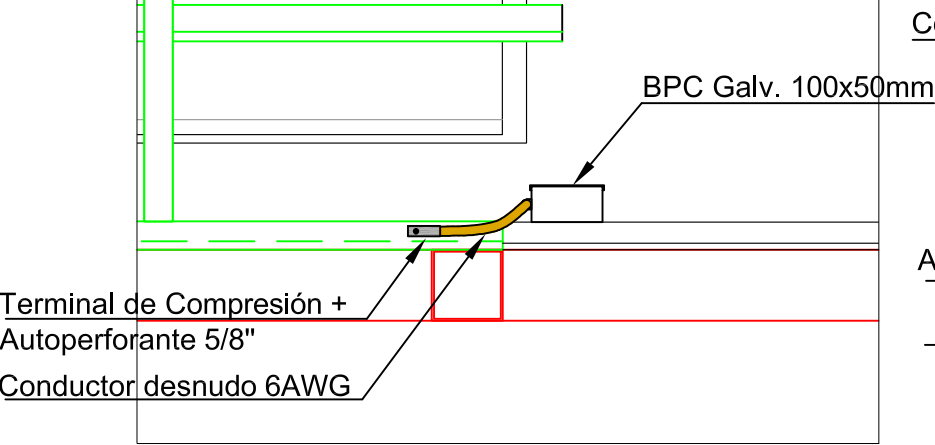 BPC Galv. 100x50mm
Terminal de Compresión +
Autoperforante 5/8"
Conductor desnudo 6AWG